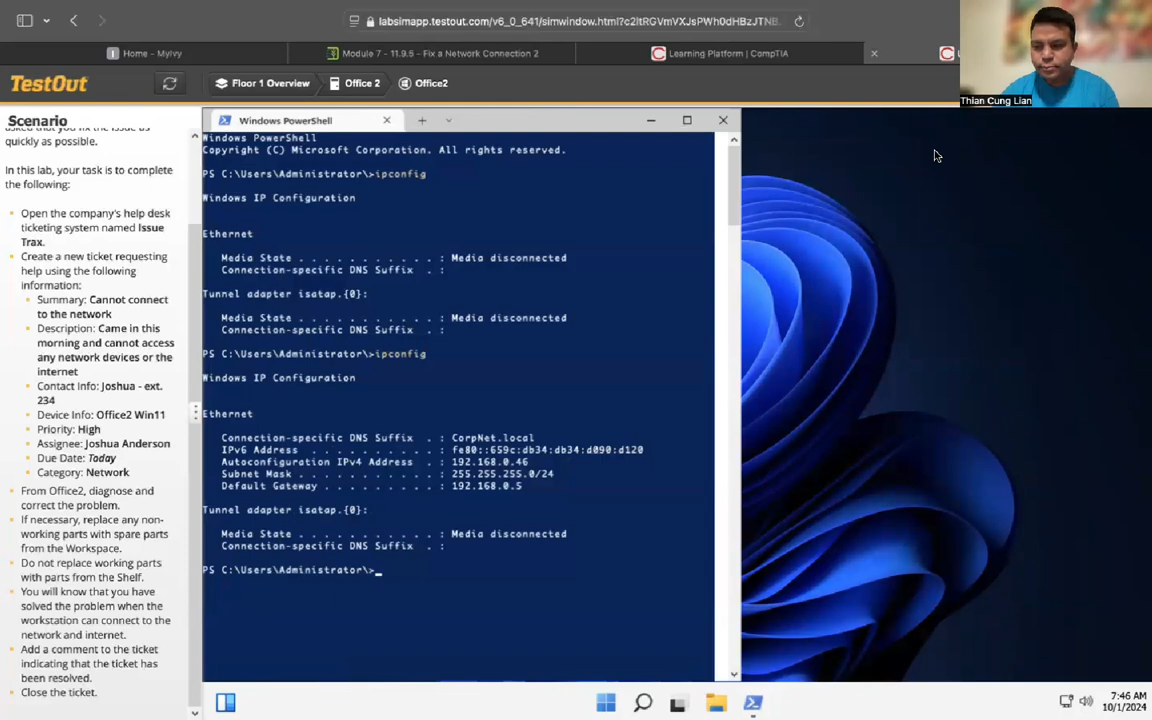 labsimapp.testout.com/v6_0_641/simwindow.html?c2ltRGVmVXJsPWh0dHBzJTNB...
Home - MyIvy
Module 7 - 11.9.5 - Fix a Network Connection 2
Learning Platform | CompTIA
TestOut
Floor 1 Overview
Office 2
Office2
Thian Cung Lian
Scenario
asked that you fix the issue as
quickly as possible.
In this lab, your task is to complete
the following:
Open the company's help desk
ticketing system named Issue
Trax.
Create a new ticket requesting
help using the following
information:
Summary: Cannot connect
to the network
Description: Came in this
morning and cannot access
any network devices or the
internet
Contact Info: Joshua - ext.
234
Device Info: Office2 Win11
Priority: High
Assignee: Joshua Anderson
Due Date: Today
Category: Network
From Office2, diagnose and
correct the problem.
If necessary, replace any non-
working parts with spare parts
from the Workspace.
Do not replace working parts
with parts from the Shelf.
You will know that you have
solved the problem when the
workstation can connect to the
network and internet.
Add a comment to the ticket
indicating that the ticket has
been resolved.
Close the ticket.
Windows PowerShell
Windows PowerShell
Copyright (C) Microsoft Corporation. All rights reserved.
PS C:\Users\Administrator\>ipconfig
Windows IP Configuration
Ethernet
Media State . . . . . . . . . . . : Media disconnected
Connection-specific DNS Suffix . :
Tunnel adapter isatap.{0}:
Media State . . . . . . . . . . . : Media disconnected
Connection-specific DNS Suffix . :
PS C:\Users\Administrator\>ipconfig
Windows IP Configuration
Ethernet
Connection-specific DNS Suffix . : CorpNet.local
IPv6 Address . . . . . . . . . . : fe80::659c:db34:db34:d090:d120
Autoconfiguration IPv4 Address . : 192.168.0.46
Subnet Mask . . . . . . . . . . . : 255.255.255.0/24
Default Gateway . . . . . . . . . : 192.168.0.5
Tunnel adapter isatap.{0}:
Media State . . . . . . . . . . . : Media disconnected
Connection-specific DNS Suffix . :
PS C:\Users\Administrator\>_
7:46 AM
10/1/2024